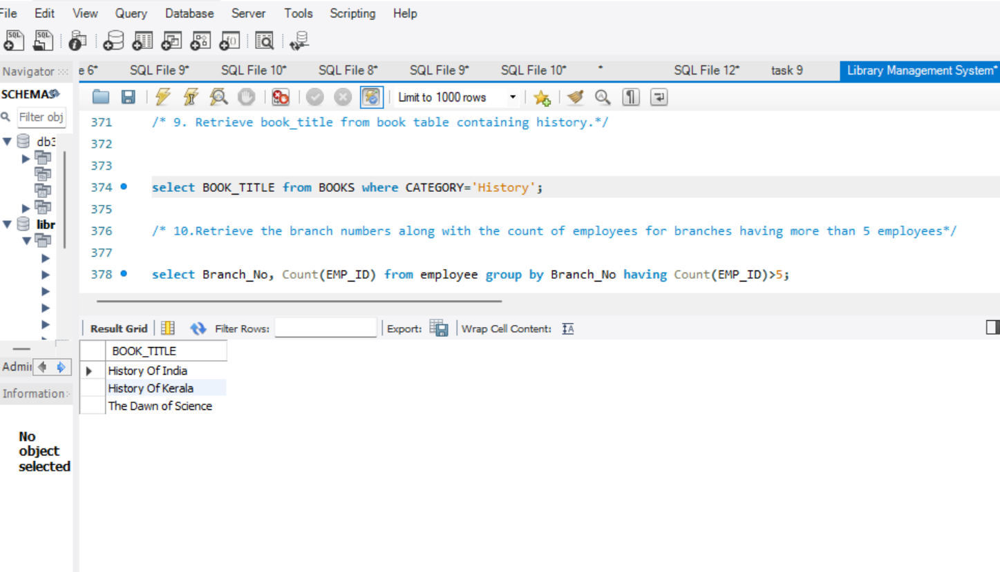 File Edit View Query Database Server Tools Scripting Help
SQL SQL
Navigator e 6* SQL File 9* SQL File 10* SQL File 8* SQL File 9* SQL File 10* * SQL File 12* task 9 Library Management System*
SCHEMAS Limit to 1000 rows
Filter obj
371 /* 9. Retrieve book_title from book table containing history.*/
372
db3
373
374 select BOOK_TITLE from BOOKS where CATEGORY='History';
375
libr
376 /* 10.Retrieve the branch numbers along with the count of employees for branches having more than 5 employees*/
377
378 select Branch_No, Count(EMP_ID) from employee group by Branch_No having Count(EMP_ID)>5;
Result Grid Filter Rows: Export: Wrap Cell Content:
BOOK_TITLE
Admii
History Of India
History Of Kerala
Information
The Dawn of Science
No
object
selected